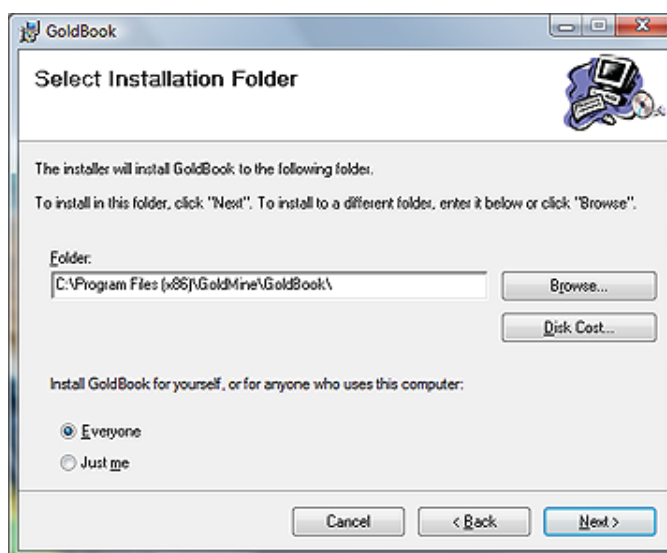 GoldBook
Select Installation Folder
The installer will install GoldBook to the following folder.
To install in this folder, click "Next". To install to a different folder, enter it below or click "Browse".
Folder:
C:\Program Files (x86)\GoldMine\GoldBook\
Browse...
Disk Cost...
Install GoldBook for yourself, or for anyone who uses this computer:
Everyone
Just me
Cancel
< Back
Next >